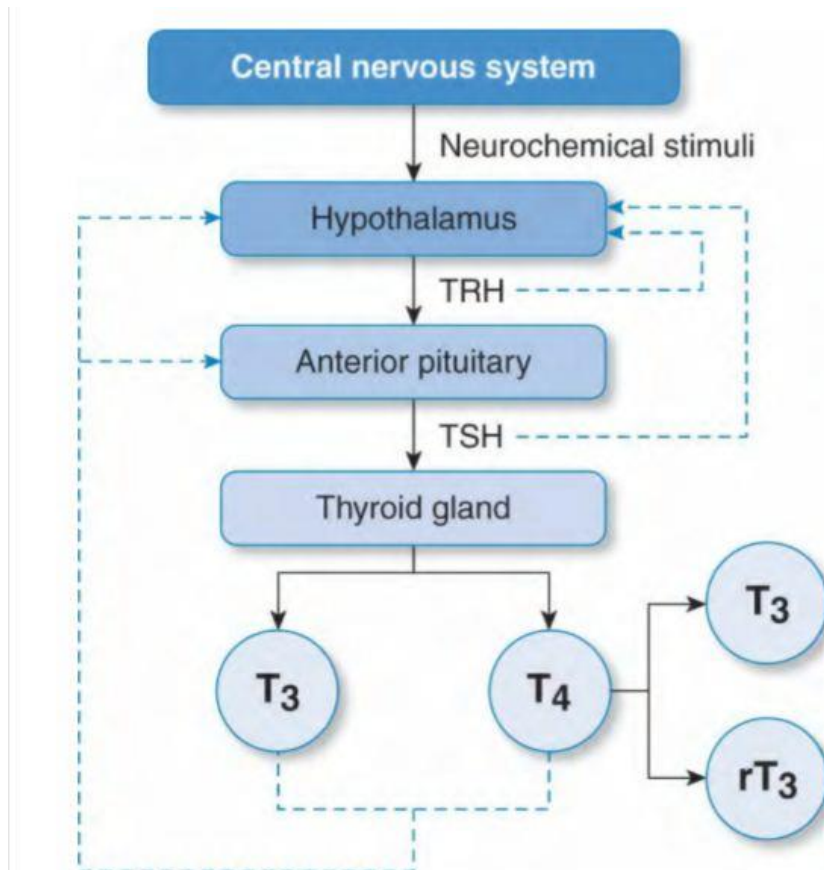 Central nervous system
Neurochemical stimuli
Hypothalamus
TRH
Anterior pituitary
TSH
Thyroid gland
T₃
T₃
T₄
rT₃